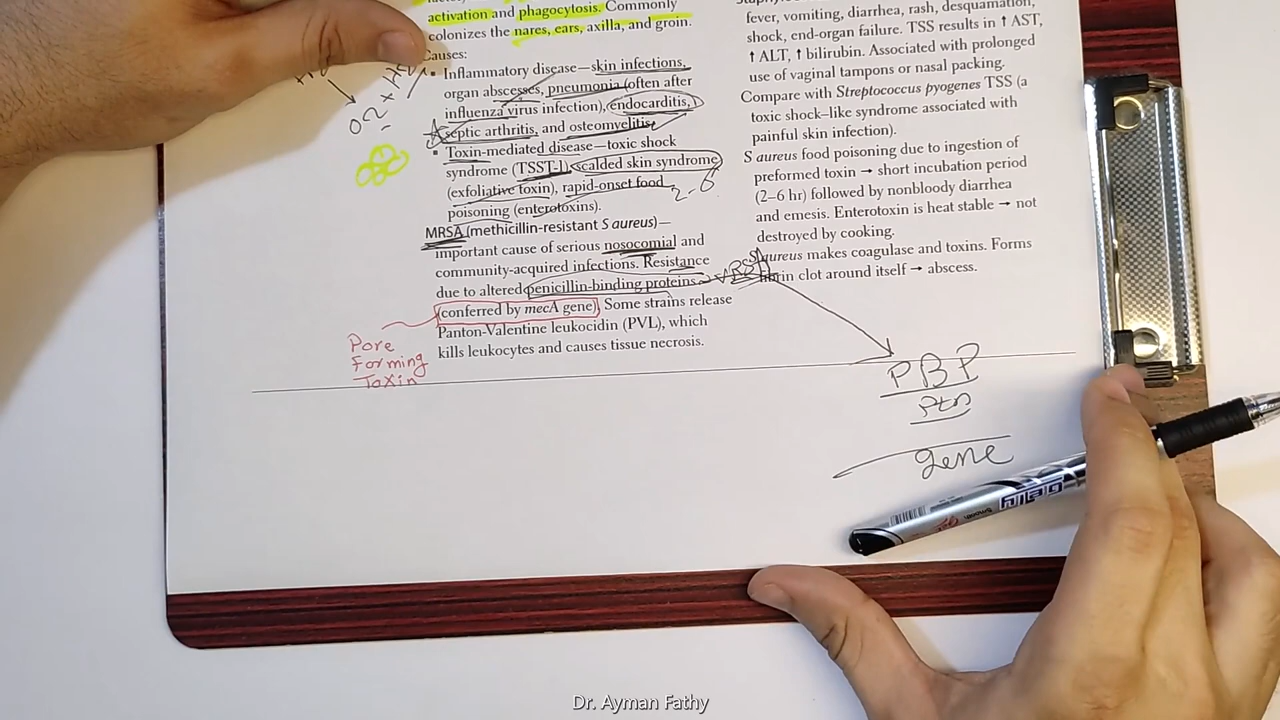 activation and phagocytosis. Commonly
colonizes the nares, ears, axilla, and groin.
Causes:
▪ Inflammatory disease—skin infections,
organ abscesses, pneumonia (often after
influenza virus infection), endocarditis,
septic arthritis, and osteomyelitis.
▪ Toxin-mediated disease—toxic shock
syndrome (TSST-1), scalded skin syndrome
(exfoliative toxin), rapid-onset food
poisoning (enterotoxins).
2-6
MRSA (methicillin-resistant S aureus)—
important cause of serious nosocomial and
community-acquired infections. Resistance
due to altered penicillin-binding proteins
(conferred by mecA gene). Some strains release
Panton-Valentine leukocidin (PVL), which
kills leukocytes and causes tissue necrosis.
Pore
Forming
Toxin
fever, vomiting, diarrhea, rash, desquamation,
shock, end-organ failure. TSS results in ↑ AST,
↑ ALT, ↑ bilirubin. Associated with prolonged
use of vaginal tampons or nasal packing.
Compare with Streptococcus pyogenes TSS (a
toxic shock–like syndrome associated with
painful skin infection).
S aureus food poisoning due to ingestion of
preformed toxin → short incubation period
(2–6 hr) followed by nonbloody diarrhea
and emesis. Enterotoxin is heat stable → not
destroyed by cooking.
S aureus makes coagulase and toxins. Forms
fibrin clot around itself → abscess.
PBP
gene
Dr. Ayman Fathy